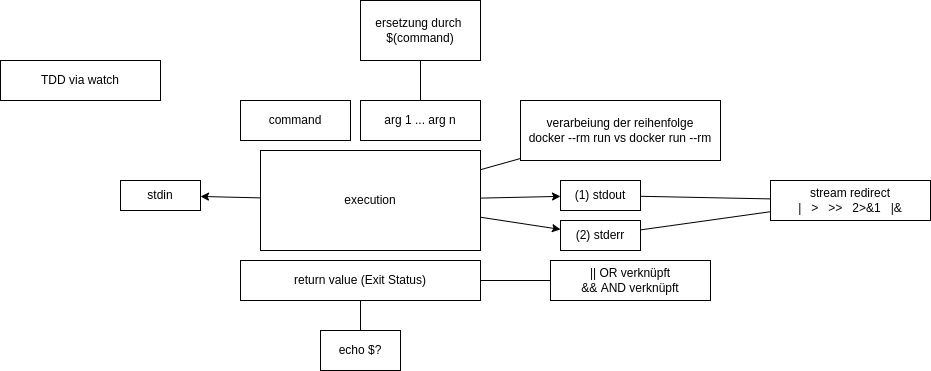 ersetzung durch
$(command)
TDD via watch
command
arg 1 ... arg n
verarbeiung der reihenfolge
docker --rm run vs docker run --rm
stdin
execution
(1) stdout
(2) stderr
stream redirect
| > >> 2>&1 |&
return value (Exit Status)
|| OR verknüpft
&& AND verknüpft
echo $?